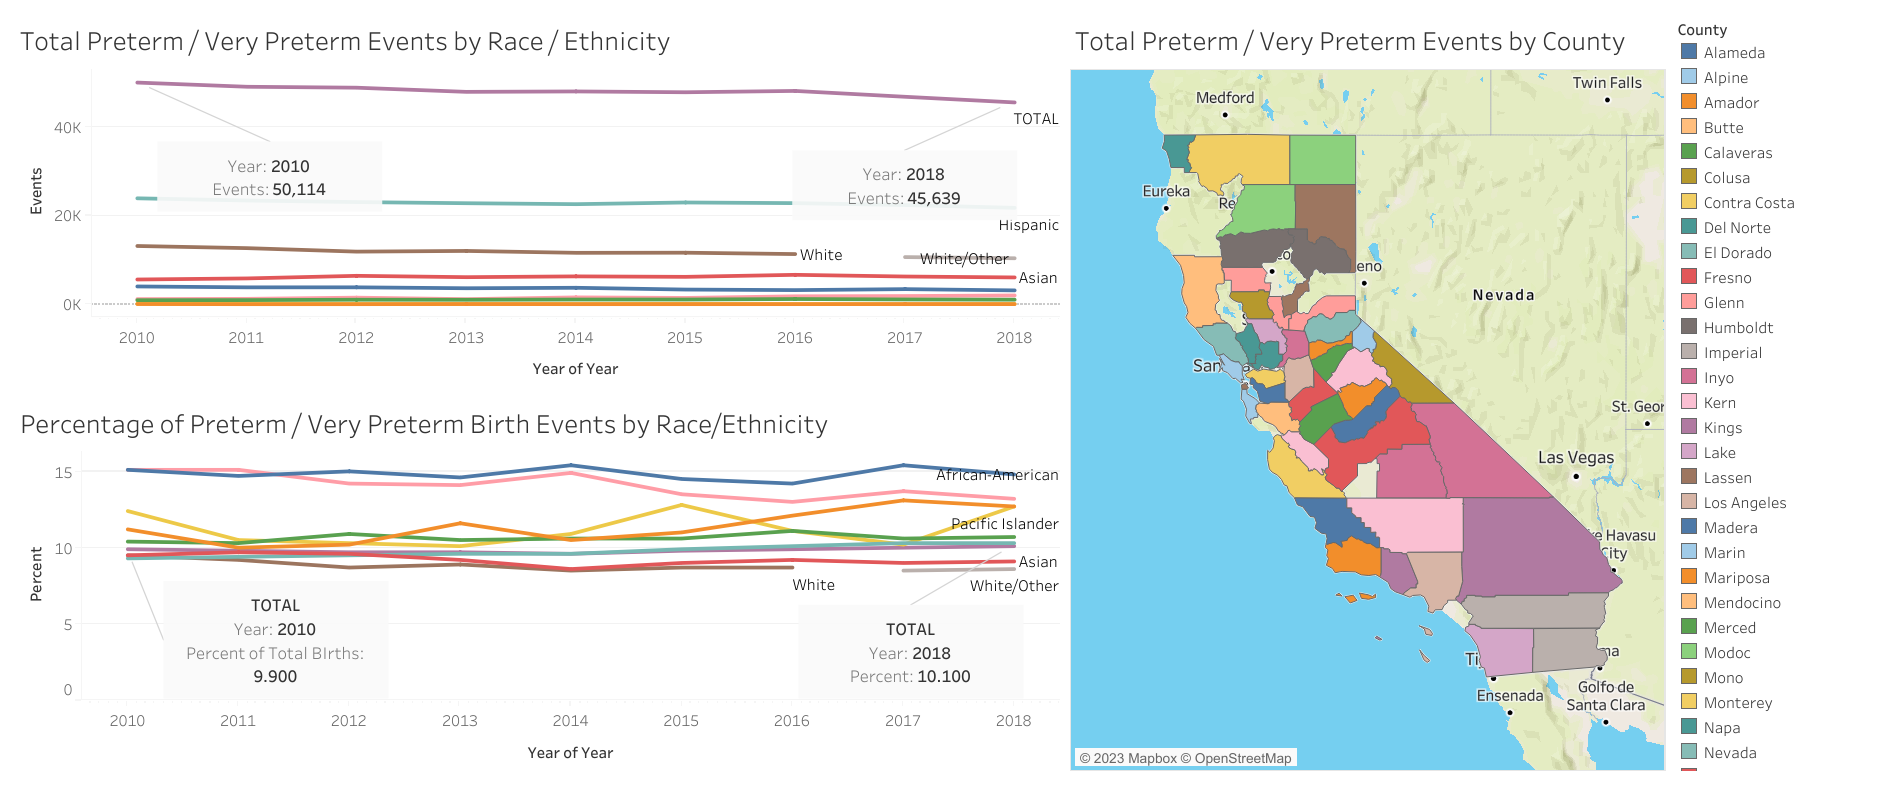 Total Preterm / Very Preterm Events by Race / Ethnicity
Events
40K
20K
0K
TOTAL
Year: 2010
Events: 50,114
Year: 2018
Events: 45,639
Hispanic
White
White/Other
Asian
2010 2011 2012 2013 2014 2015 2016 2017 2018
Year of Year
Percentage of Preterm / Very Preterm Birth Events by Race/Ethnicity
Percent
15
10
5
0
African-American
Pacific Islander
Asian
White
White/Other
TOTAL
Year: 2010
Percent of Total BIrths:
9.900
TOTAL
Year: 2018
Percent: 10.100
2010 2011 2012 2013 2014 2015 2016 2017 2018
Year of Year
Total Preterm / Very Preterm Events by County
Twin Falls
Medford
Eureka
Re
eno
Nevada
San
St. Geor
Las Vegas
e Havasu
City
Ti
na
Ensenada
Golfo de
Santa Clara
© 2023 Mapbox © OpenStreetMap
County
Alameda
Alpine
Amador
Butte
Calaveras
Colusa
Contra Costa
Del Norte
El Dorado
Fresno
Glenn
Humboldt
Imperial
Inyo
Kern
Kings
Lake
Lassen
Los Angeles
Madera
Marin
Mariposa
Mendocino
Merced
Modoc
Mono
Monterey
Napa
Nevada